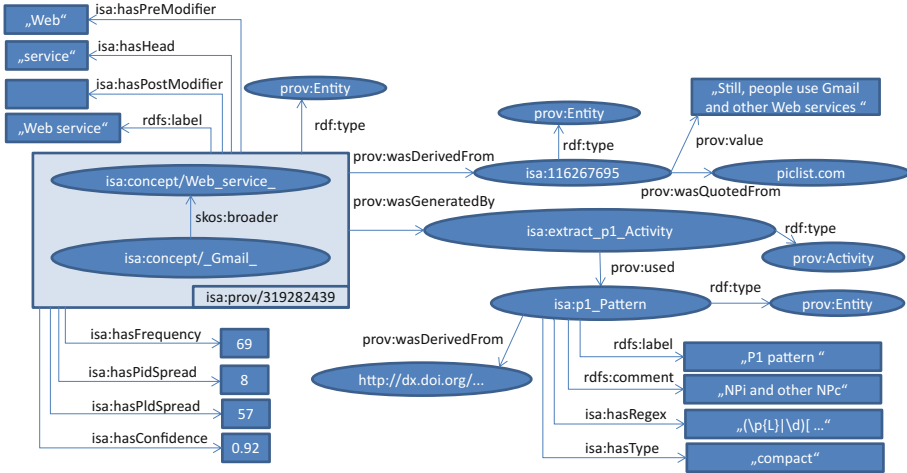 „Web“
isa:hasPreModifier
„service“
isa:hasHead
isa:hasPostModifier
„Web service“
rdfs:label
prov:Entity
rdf:type
isa:concept/Web_service_
skos:broader
isa:concept/_Gmail_
isa:prov/319282439
prov:wasDerivedFrom
prov:Entity
rdf:type
isa:116267695
„Still, people use Gmail
and other Web services “
prov:value
piclist.com
prov:wasQuotedFrom
prov:wasGeneratedBy
isa:extract_p1_Activity
rdf:type
prov:Activity
prov:used
isa:p1_Pattern
rdf:type
prov:Entity
prov:wasDerivedFrom
http://dx.doi.org/...
rdfs:label
„P1 pattern “
rdfs:comment
„NPi and other NPc“
isa:hasRegex
„(\p{L}|\d)[ ...“
isa:hasType
„compact“
isa:hasFrequency
69
isa:hasPidSpread
8
isa:hasPldSpread
57
isa:hasConfidence
0.92